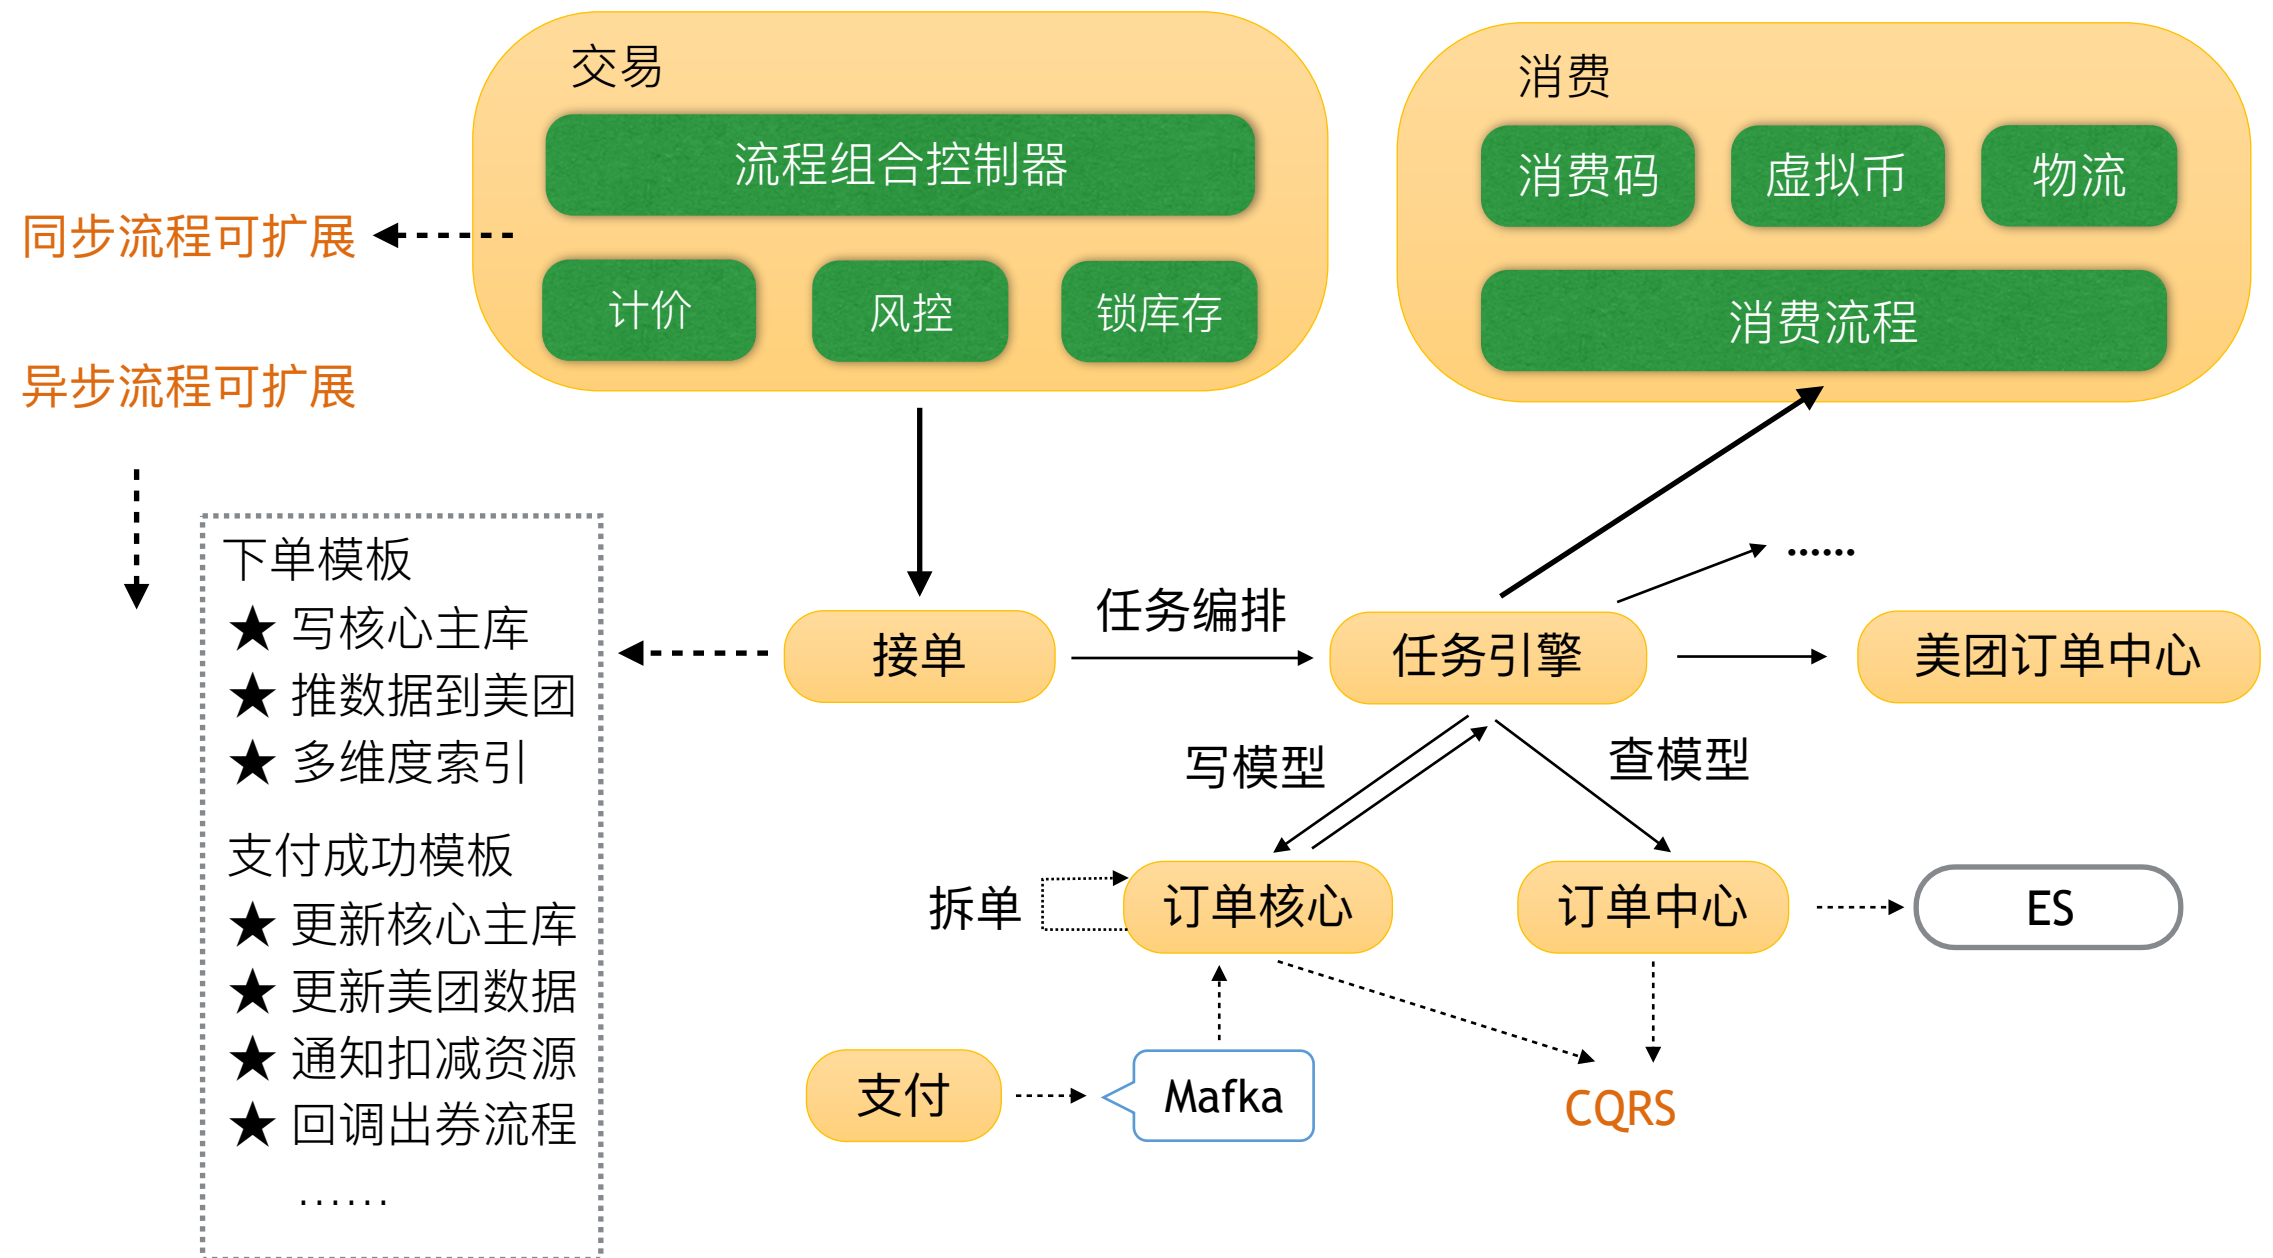 交易
流程组合控制器
计价
风控
锁库存
消费
消费码
虚拟币
物流
消费流程
同步流程可扩展
异步流程可扩展
下单模板
★ 写核心主库
★ 推数据到美团
★ 多维度索引
支付成功模板
★ 更新核心主库
★ 更新美团数据
★ 通知扣减资源
★ 回调出券流程
......
接单
任务编排
任务引擎
......
美团订单中心
写模型
查模型
拆单
订单核心
订单中心
ES
支付
Mafka
CQRS